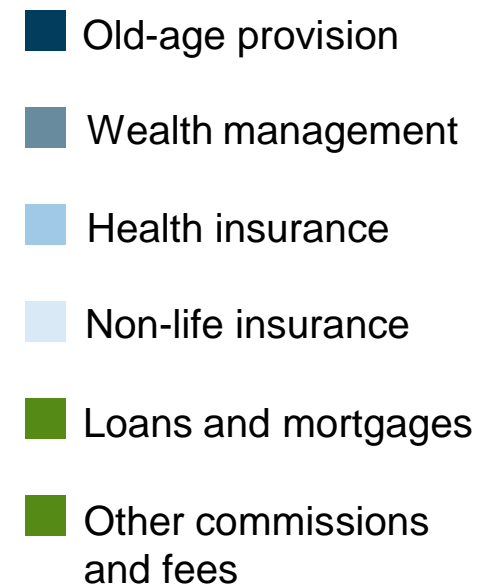 Old-age provision
Wealth management
Health insurance
Non-life insurance
Loans and mortgages
Other commissions
and fees